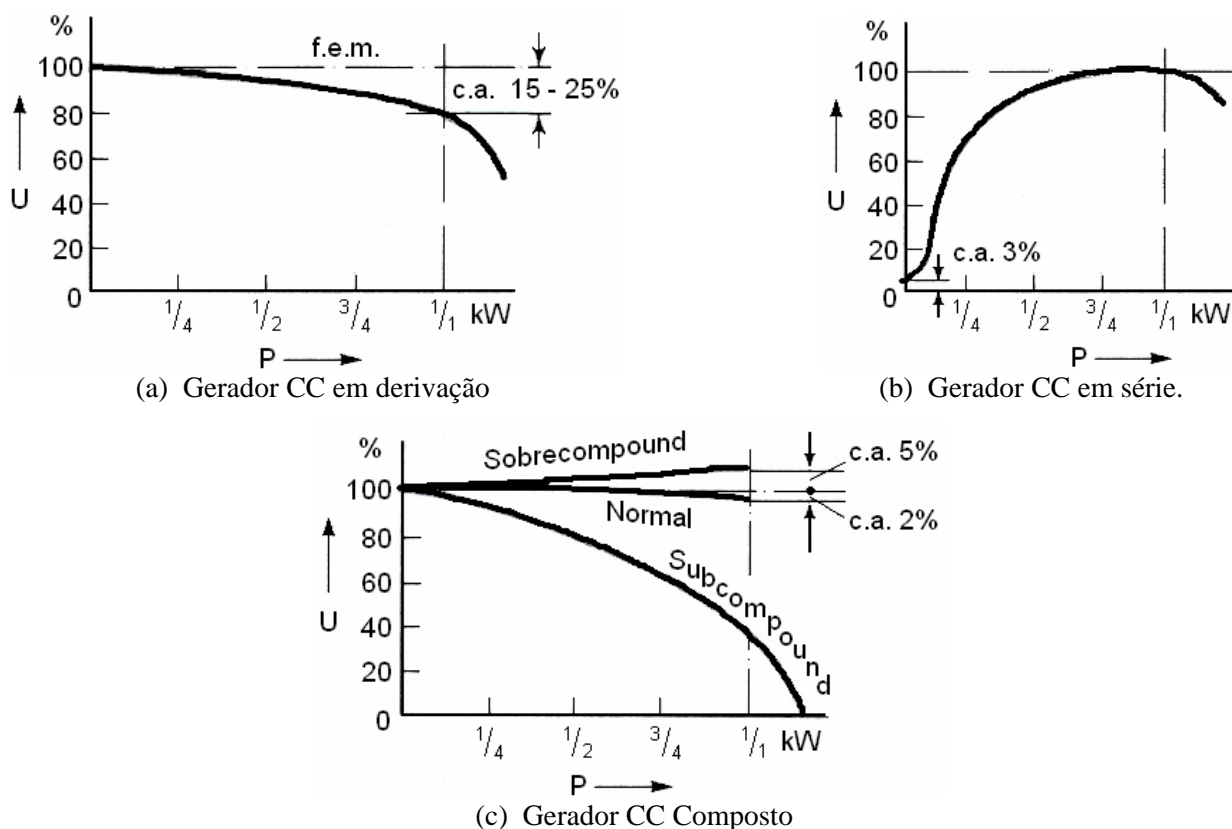 %
f.e.m.
100
c.a. 15 - 25%
80
60
U
40
20
0
1/4
1/2
3/4
1/1
kW
P
(a) Gerador CC em derivação
%
100
80
60
U
40
20
c.a. 3%
0
1/4
1/2
3/4
1/1
kW
P
(b) Gerador CC em série.
%
Sobrecompound
c.a. 5%
100
Normal
c.a. 2%
80
Subcompound
60
U
40
20
0
1/4
1/2
3/4
1/1
kW
P
(c) Gerador CC Composto